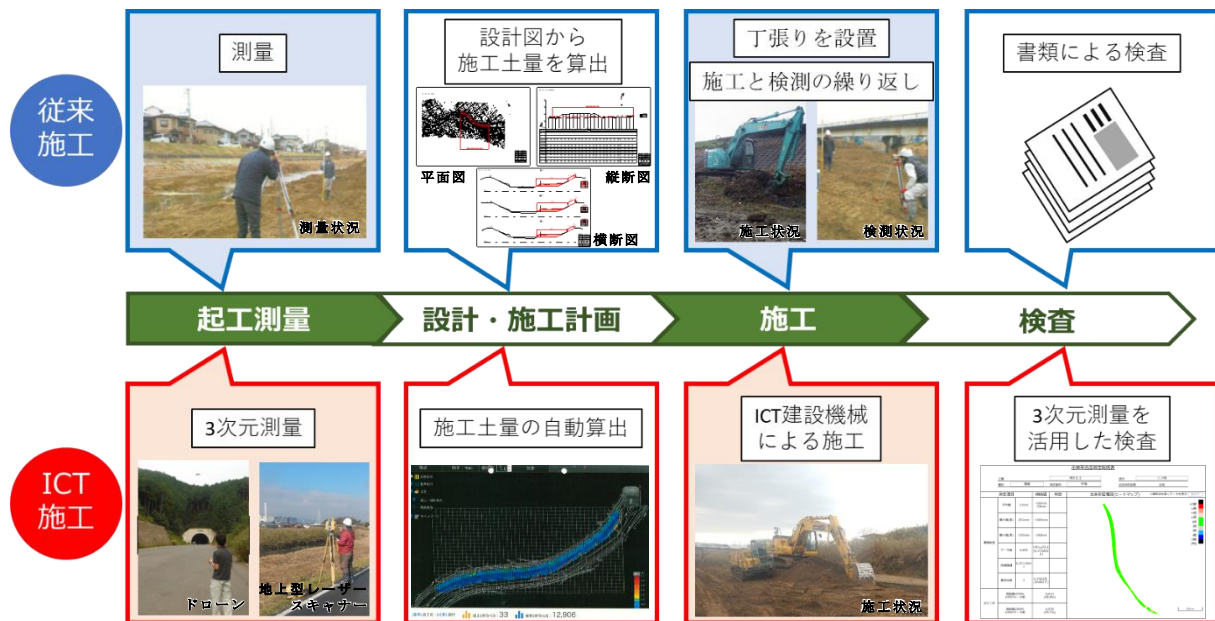 従来
施工
測量
測量状況
設計図から
施工土量を算出
平面図
縦断図
横断図
丁張りを設置
施工と検測の繰り返し
施工状況
検測状況
書類による検査
起工測量
設計・施工計画
施工
検査
ICT
施工
3次元測量
ドローン
地上型レーザー
スキャナー
施工土量の自動算出
33
12,906
ICT建設機械
による施工
施工状況
3次元測量を
活用した検査